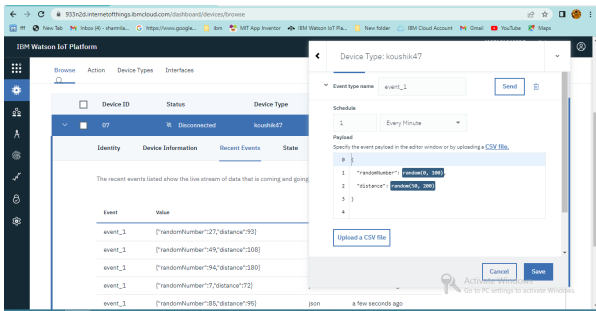 933n2d.internetofthings.ibmcloud.com/dashboard/devices/browse
New Tab
Inbox (4) - sharmila...
https://www.google...
ibm
MIT App Inventor
IBM Watson IoT Pla...
New folder
IBM Cloud Account
Gmail
YouTube
Maps
IBM Watson IoT Platform
Browse Action Device Types Interfaces
Device ID Status Device Type
07 Disconnected koushik47
Identity Device Information Recent Events State
The recent events listed show the live stream of data that is coming and going
Event Value
event_1 {"randomNumber":27,"distance":93}
event_1 {"randomNumber":49,"distance":108}
event_1 {"randomNumber":94,"distance":180}
event_1 {"randomNumber":7,"distance":72}
event_1 {"randomNumber":85,"distance":95} json a few seconds ago
Device Type: koushik47
Event type name event_1 Send
Schedule
1 Every Minute
Payload
Specify the event payload in the editor window or by uploading a CSV file.
0 {
1 "randomNumber": random(0, 100),
2 "distance": random(50, 200)
3 }
4
Upload a CSV file
Cancel Save
Activate Windows
Go to PC settings to activate Windows.